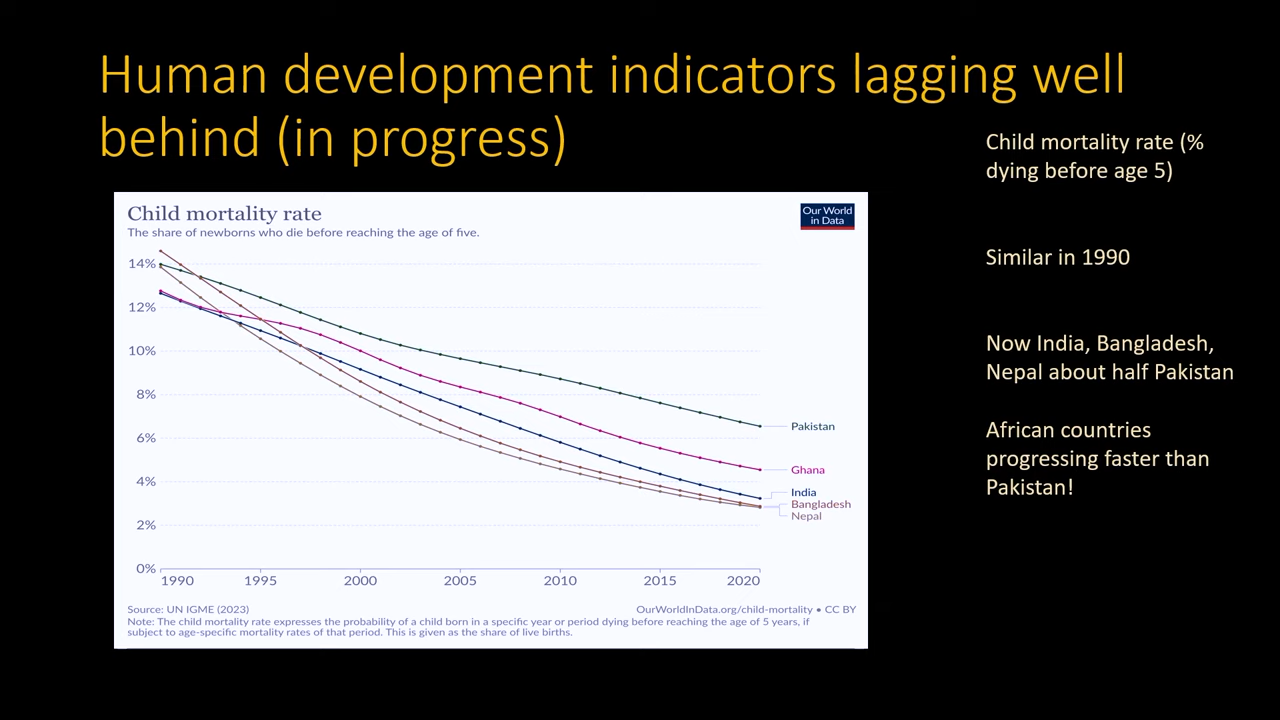 Human development indicators lagging well
behind (in progress)
Child mortality rate (%
dying before age 5)
Similar in 1990
Now India, Bangladesh,
Nepal about half Pakistan
African countries
progressing faster than
Pakistan!
Child mortality rate
The share of newborns who die before reaching the age of five.
Our World
in Data
14%
12%
10%
8%
6%
4%
2%
0%
1990
1995
2000
2005
2010
2015
2020
Pakistan
Ghana
India
Bangladesh
Nepal
Source: UN IGME (2023)
OurWorldInData.org/child-mortality • CC BY
Note: The child mortality rate expresses the probability of a child born in a specific year or period dying before reaching the age of 5 years, if
subject to age-specific mortality rates of that period. This is given as the share of live births.